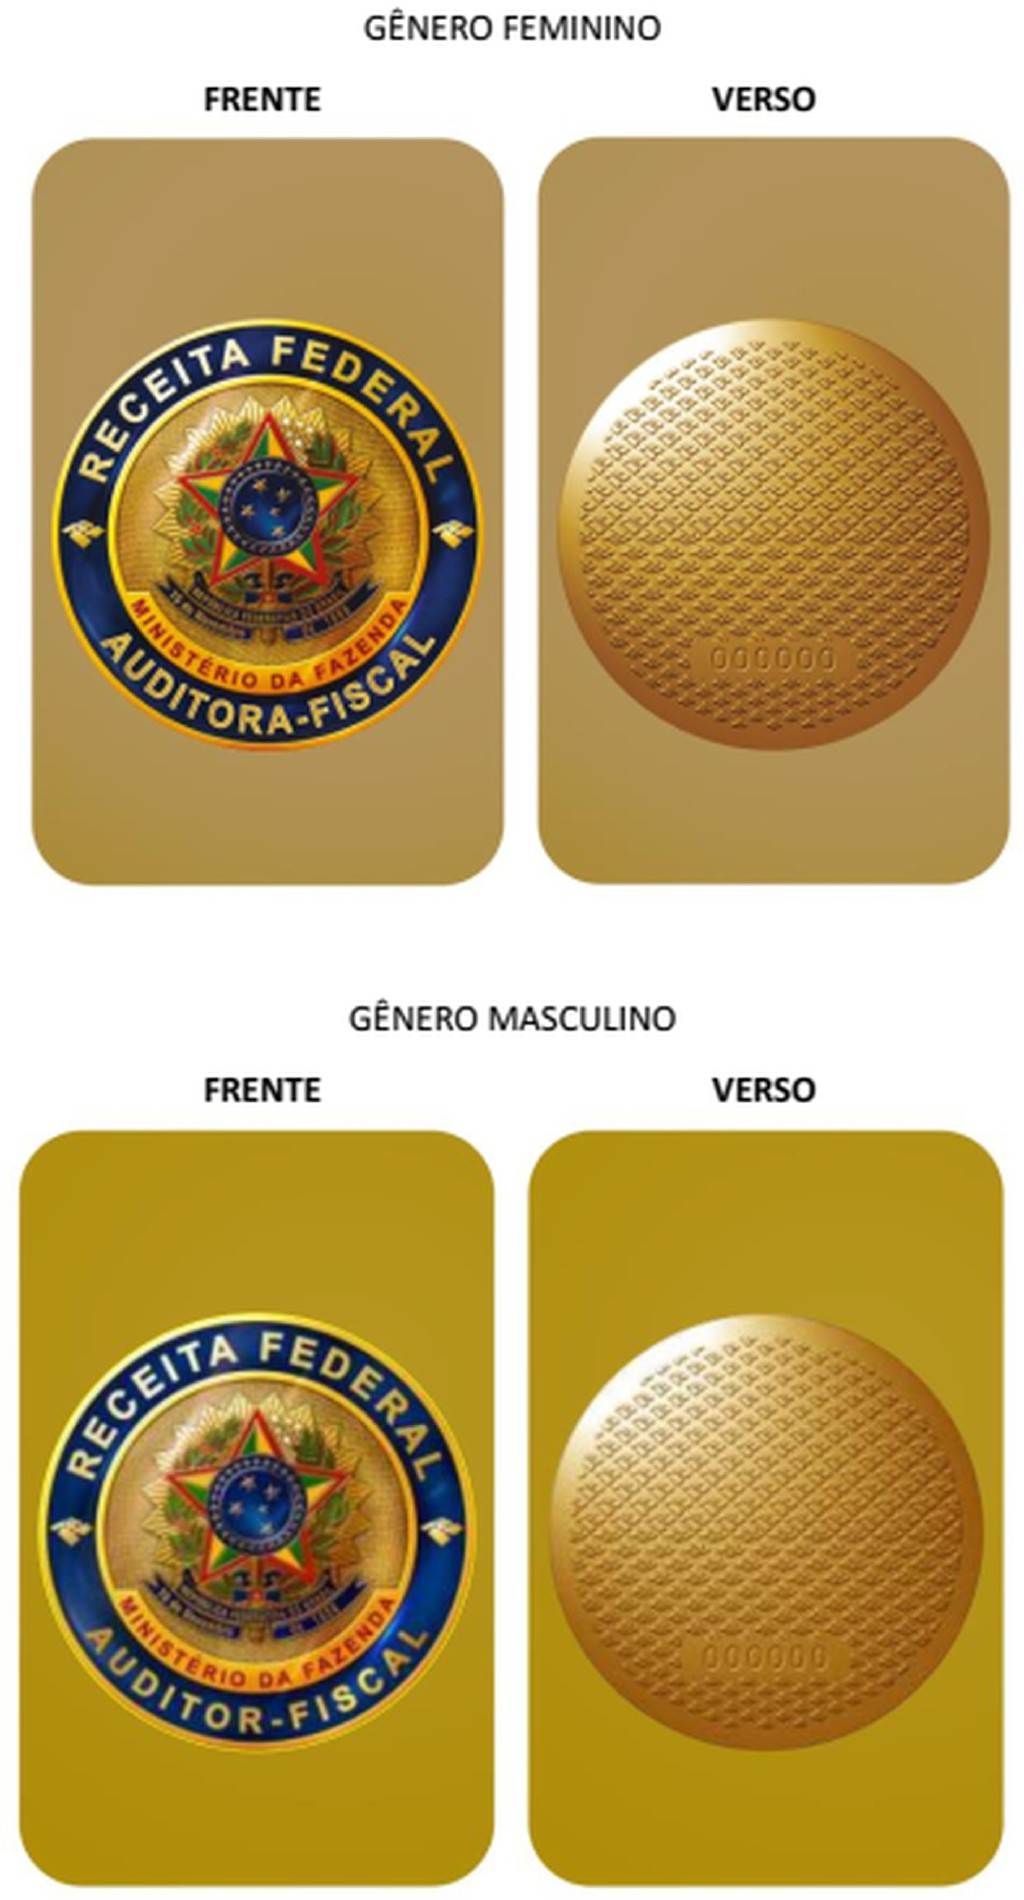 GÊNERO FEMININO
FRENTE
VERSO
RECEITA FEDERAL
MINISTÉRIO DA FAZENDA
AUDITORA-FISCAL
000000
GÊNERO MASCULINO
FRENTE
VERSO
RECEITA FEDERAL
MINISTÉRIO DA FAZENDA
AUDITOR-FISCAL
000000